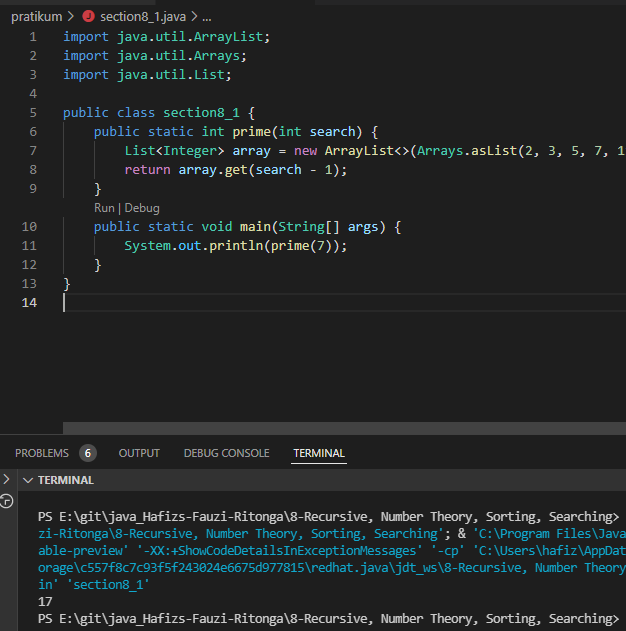 pratikum > section8_1.java > ...
1 import java.util.ArrayList;
2 import java.util.Arrays;
3 import java.util.List;
4
5 public class section8_1 {
6 public static int prime(int search) {
7 List<Integer> array = new ArrayList<>(Arrays.asList(2, 3, 5, 7, 1
8 return array.get(search - 1);
9 }
Run | Debug
10 public static void main(String[] args) {
11 System.out.println(prime(7));
12 }
13 }
14
PROBLEMS 6 OUTPUT DEBUG CONSOLE TERMINAL
TERMINAL
PS E:\git\java_Hafizs-Fauzi-Ritonga\8-Recursive, Number Theory, Sorting, Searching>
zi-Ritonga\8-Recursive, Number Theory, Sorting, Searching'; & 'C:\Program Files\Java
able-preview' '-XX:+ShowCodeDetailsInExceptionMessages' '-cp' 'C:\Users\hafiz\AppDat
orage\c557f8c7c93f5f243024e6675d977815\redhat.java\jdt_ws\8-Recursive, Number Theory
in' 'section8_1'
17
PS E:\git\java_Hafizs-Fauzi-Ritonga\8-Recursive, Number Theory, Sorting, Searching>